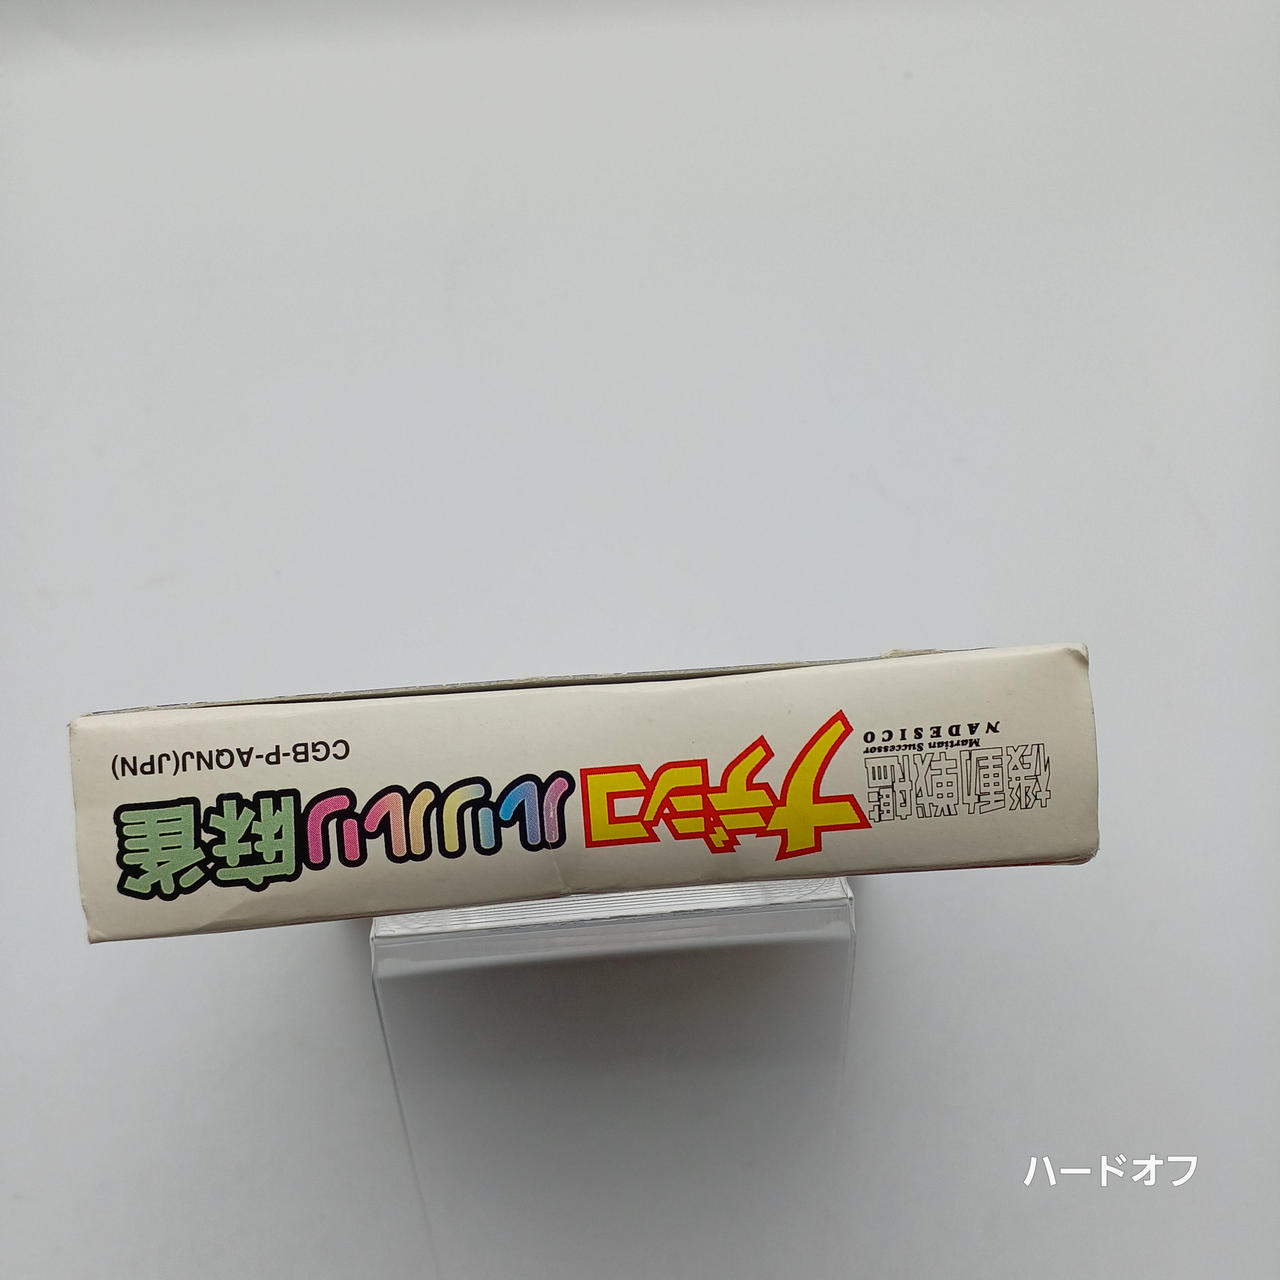 機動戦艦
Martian Successor
NADESICO
ナデシコ
ルリルリ麻雀
CGB-P-AQNJ(JPN)
ハードオフ